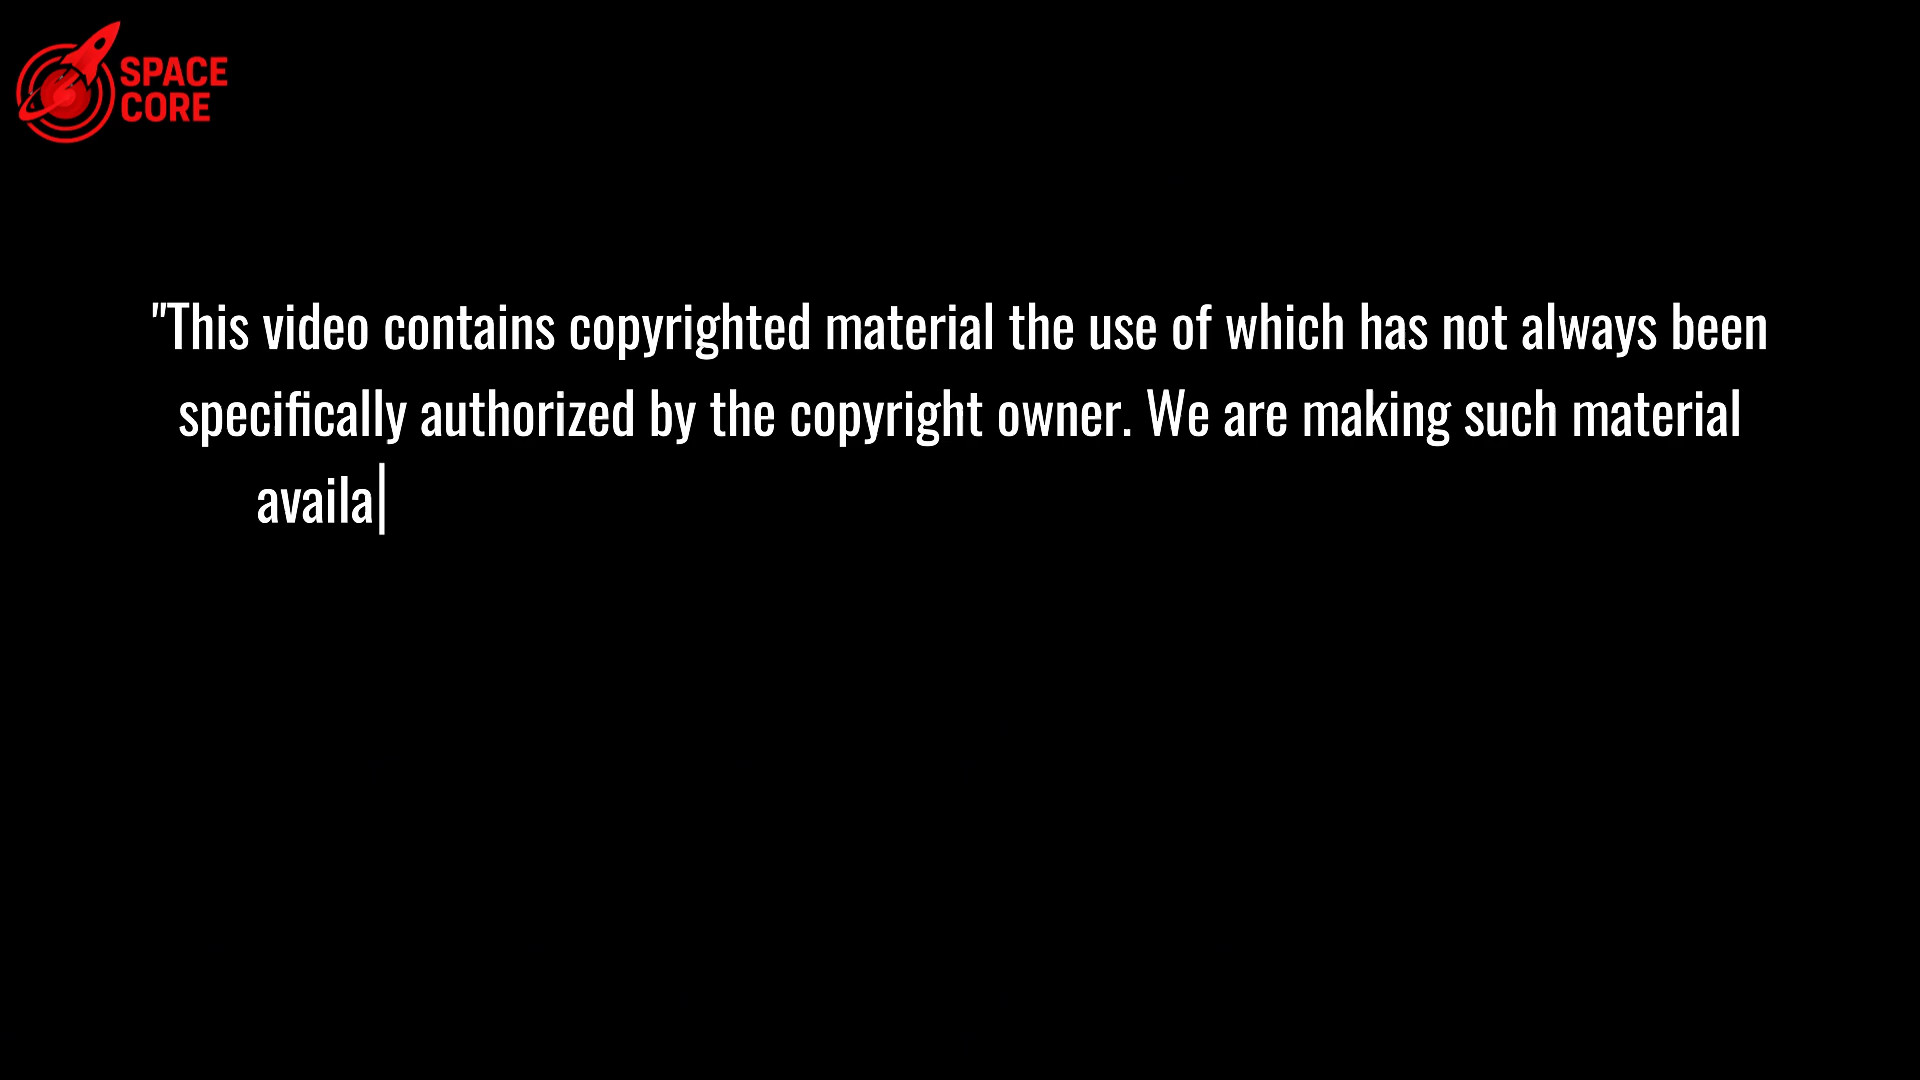 SPACE
CORE
"This video contains copyrighted material the use of which has not always been
specifically authorized by the copyright owner. We are making such material
availa